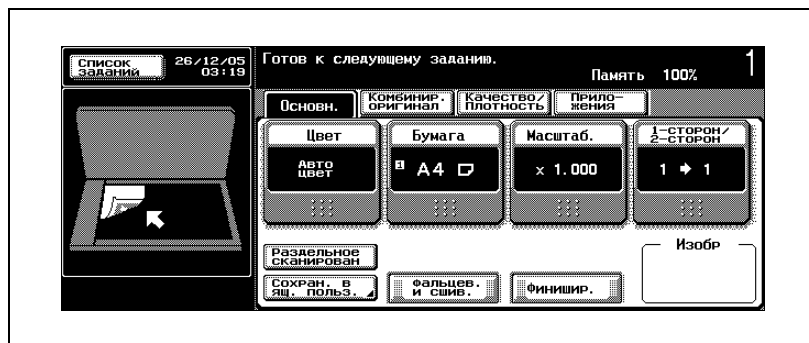 Список заданий
26/12/05
03:19
Готов к следующему заданию.
Память 100%
1
Основн.
Комбинир. оригинал
Качество/ Плотность
Прило- жения
Цвет
Бумага
Масштаб.
1-сторон/ 2-сторон
Авто цвет
1 A4
x 1.000
1 → 1
Раздельное сканирован
Изобр
Сохран. в ящ. польз.
Фальцев. и сшив.
Финишир.